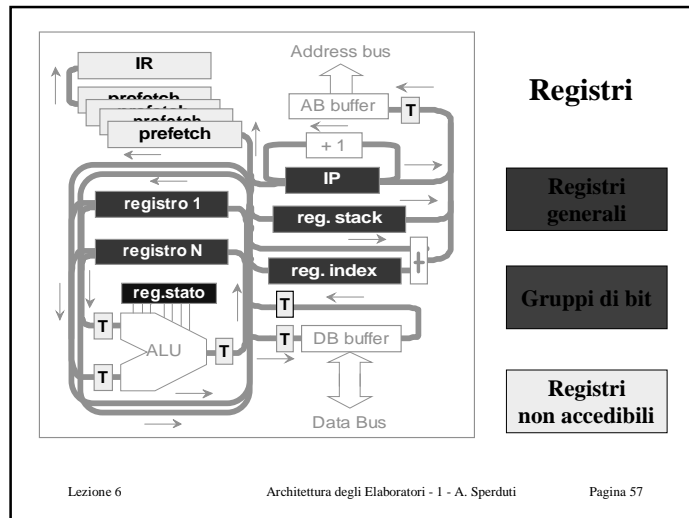 Address bus
IR
AB buffer
T
Registri
prefetch
prefetch
prefetch
prefetch
+ 1
IP
registro 1
reg. stack
Registri
generali
registro N
reg. index
+
reg.stato
T
Gruppi di bit
T
ALU
T
T
DB buffer
T
Registri
non accedibili
Data Bus
Lezione 6
Architettura degli Elaboratori - 1 - A. Sperduti
Pagina 57